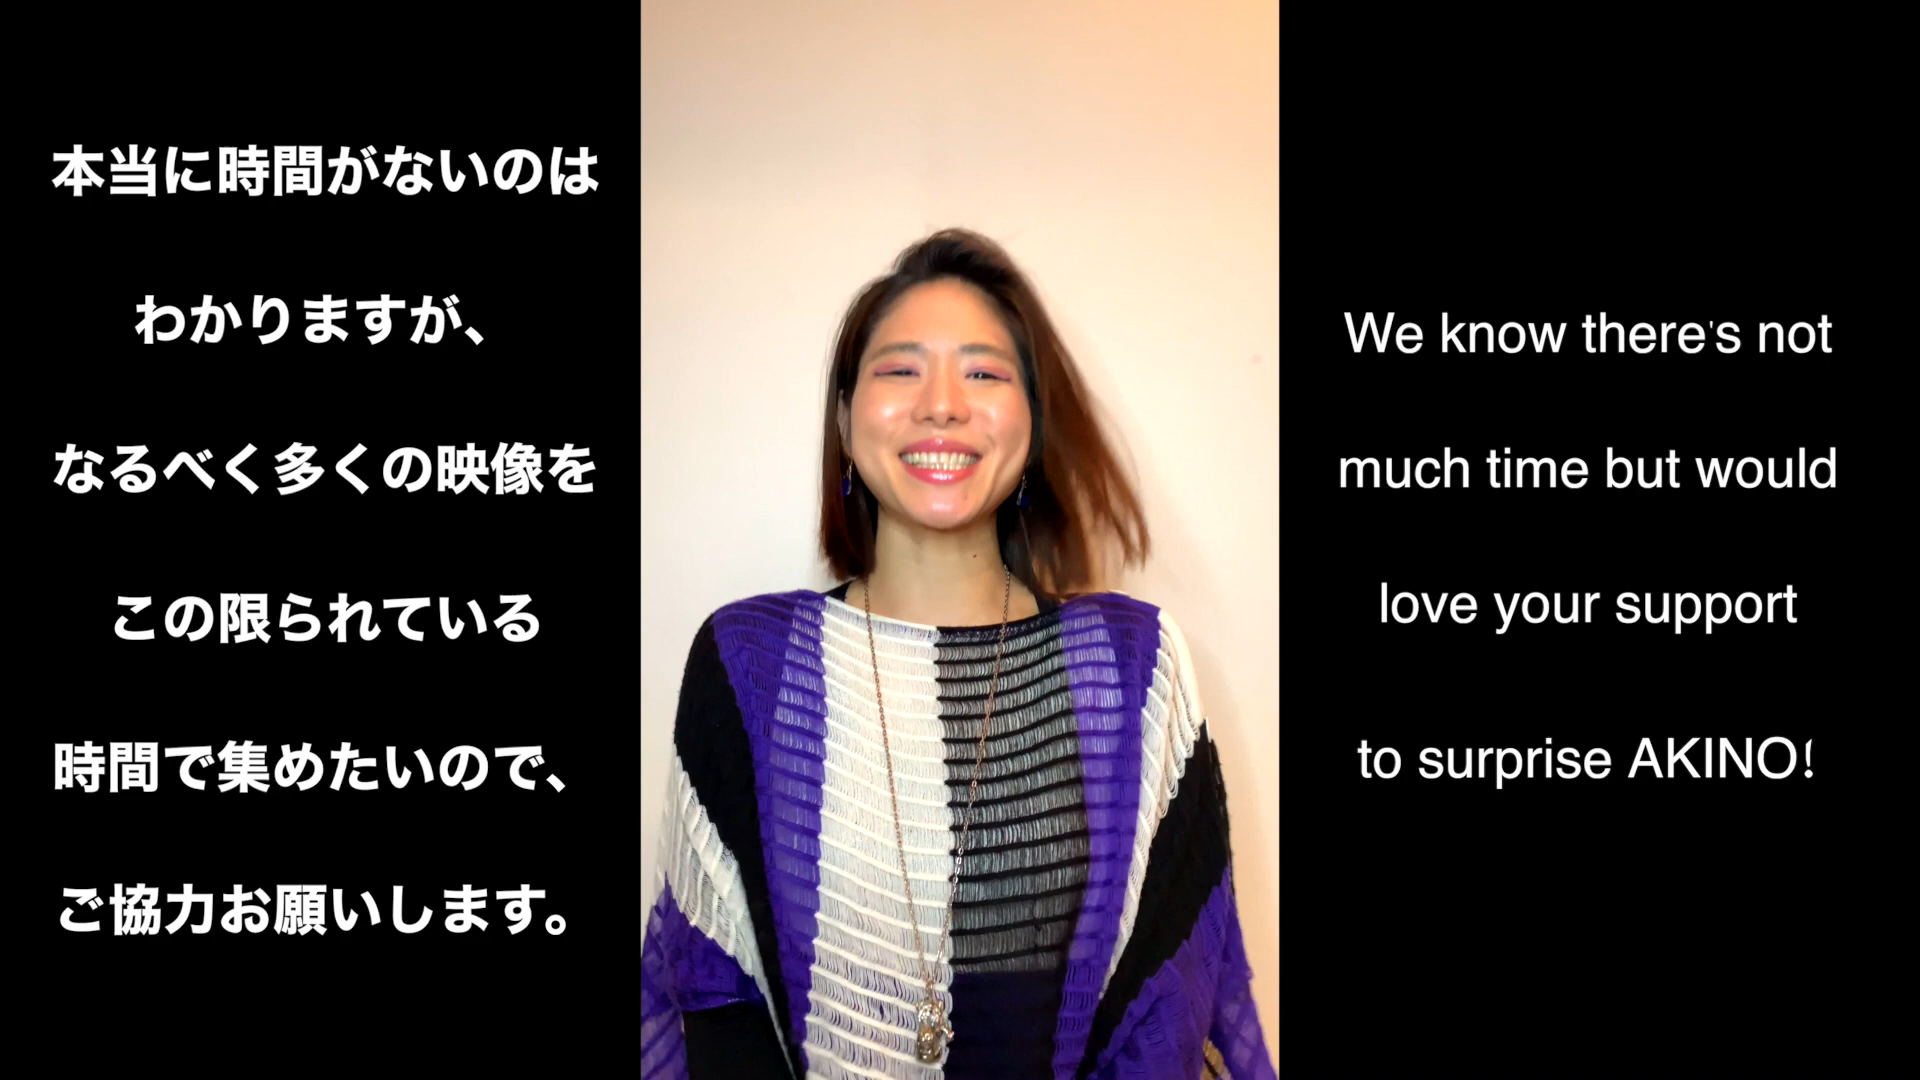 本当に時間がないのは
わかりますが、
なるべく多くの映像を
この限られている
時間で集めたいので、
ご協力お願いします。
We know there's not
much time but would
love your support
to surprise AKINO!